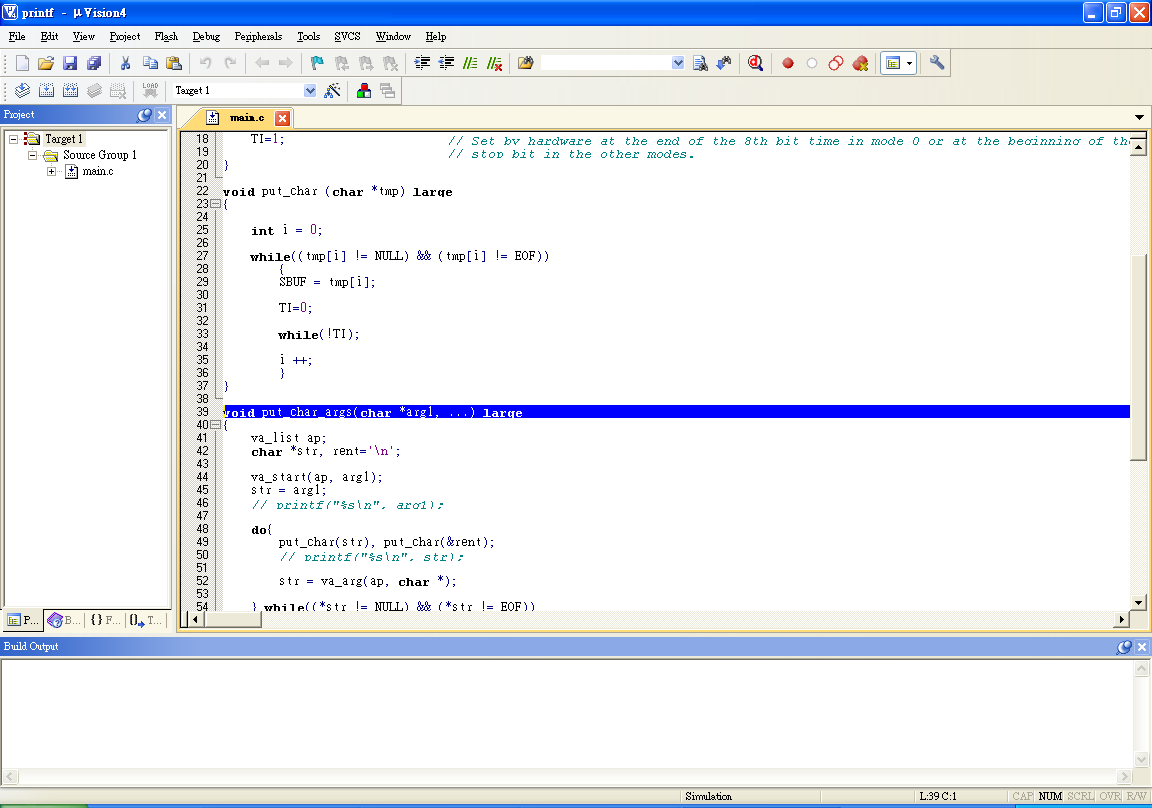 printf - µVision4
File Edit View Project Flash Debug Peripherals Tools SVCS Window Help
LOAD Target 1
Project
main.c
Target 1
Source Group 1
main.c
18 TI=1; // Set by hardware at the end of the 8th bit time in mode 0 or at the beginning of the
19 // stop bit in the other modes.
20 }
21
22 void put_char (char *tmp) large
23 {
24
25 int i = 0;
26
27 while((tmp[i] != NULL) && (tmp[i] != EOF))
28 {
29 SBUF = tmp[i];
30
31 TI=0;
32
33 while(!TI);
34
35 i ++;
36 }
37 }
38
39 void put_char_args(char *arg1, ...) large
40 {
41 va_list ap;
42 char *str, rent='\n';
43
44 va_start(ap, arg1);
45 str = arg1;
46 // printf("%s\n", arg1);
47
48 do{
49 put_char(str), put_char(&rent);
50 // printf("%s\n", str);
51
52 str = va_arg(ap, char *);
53
54 } while((*str != NULL) && (*str != EOF))
P... B... {} F... T...
Build Output
Simulation L:39 C:1 CAP NUM SCRL OVR R/W